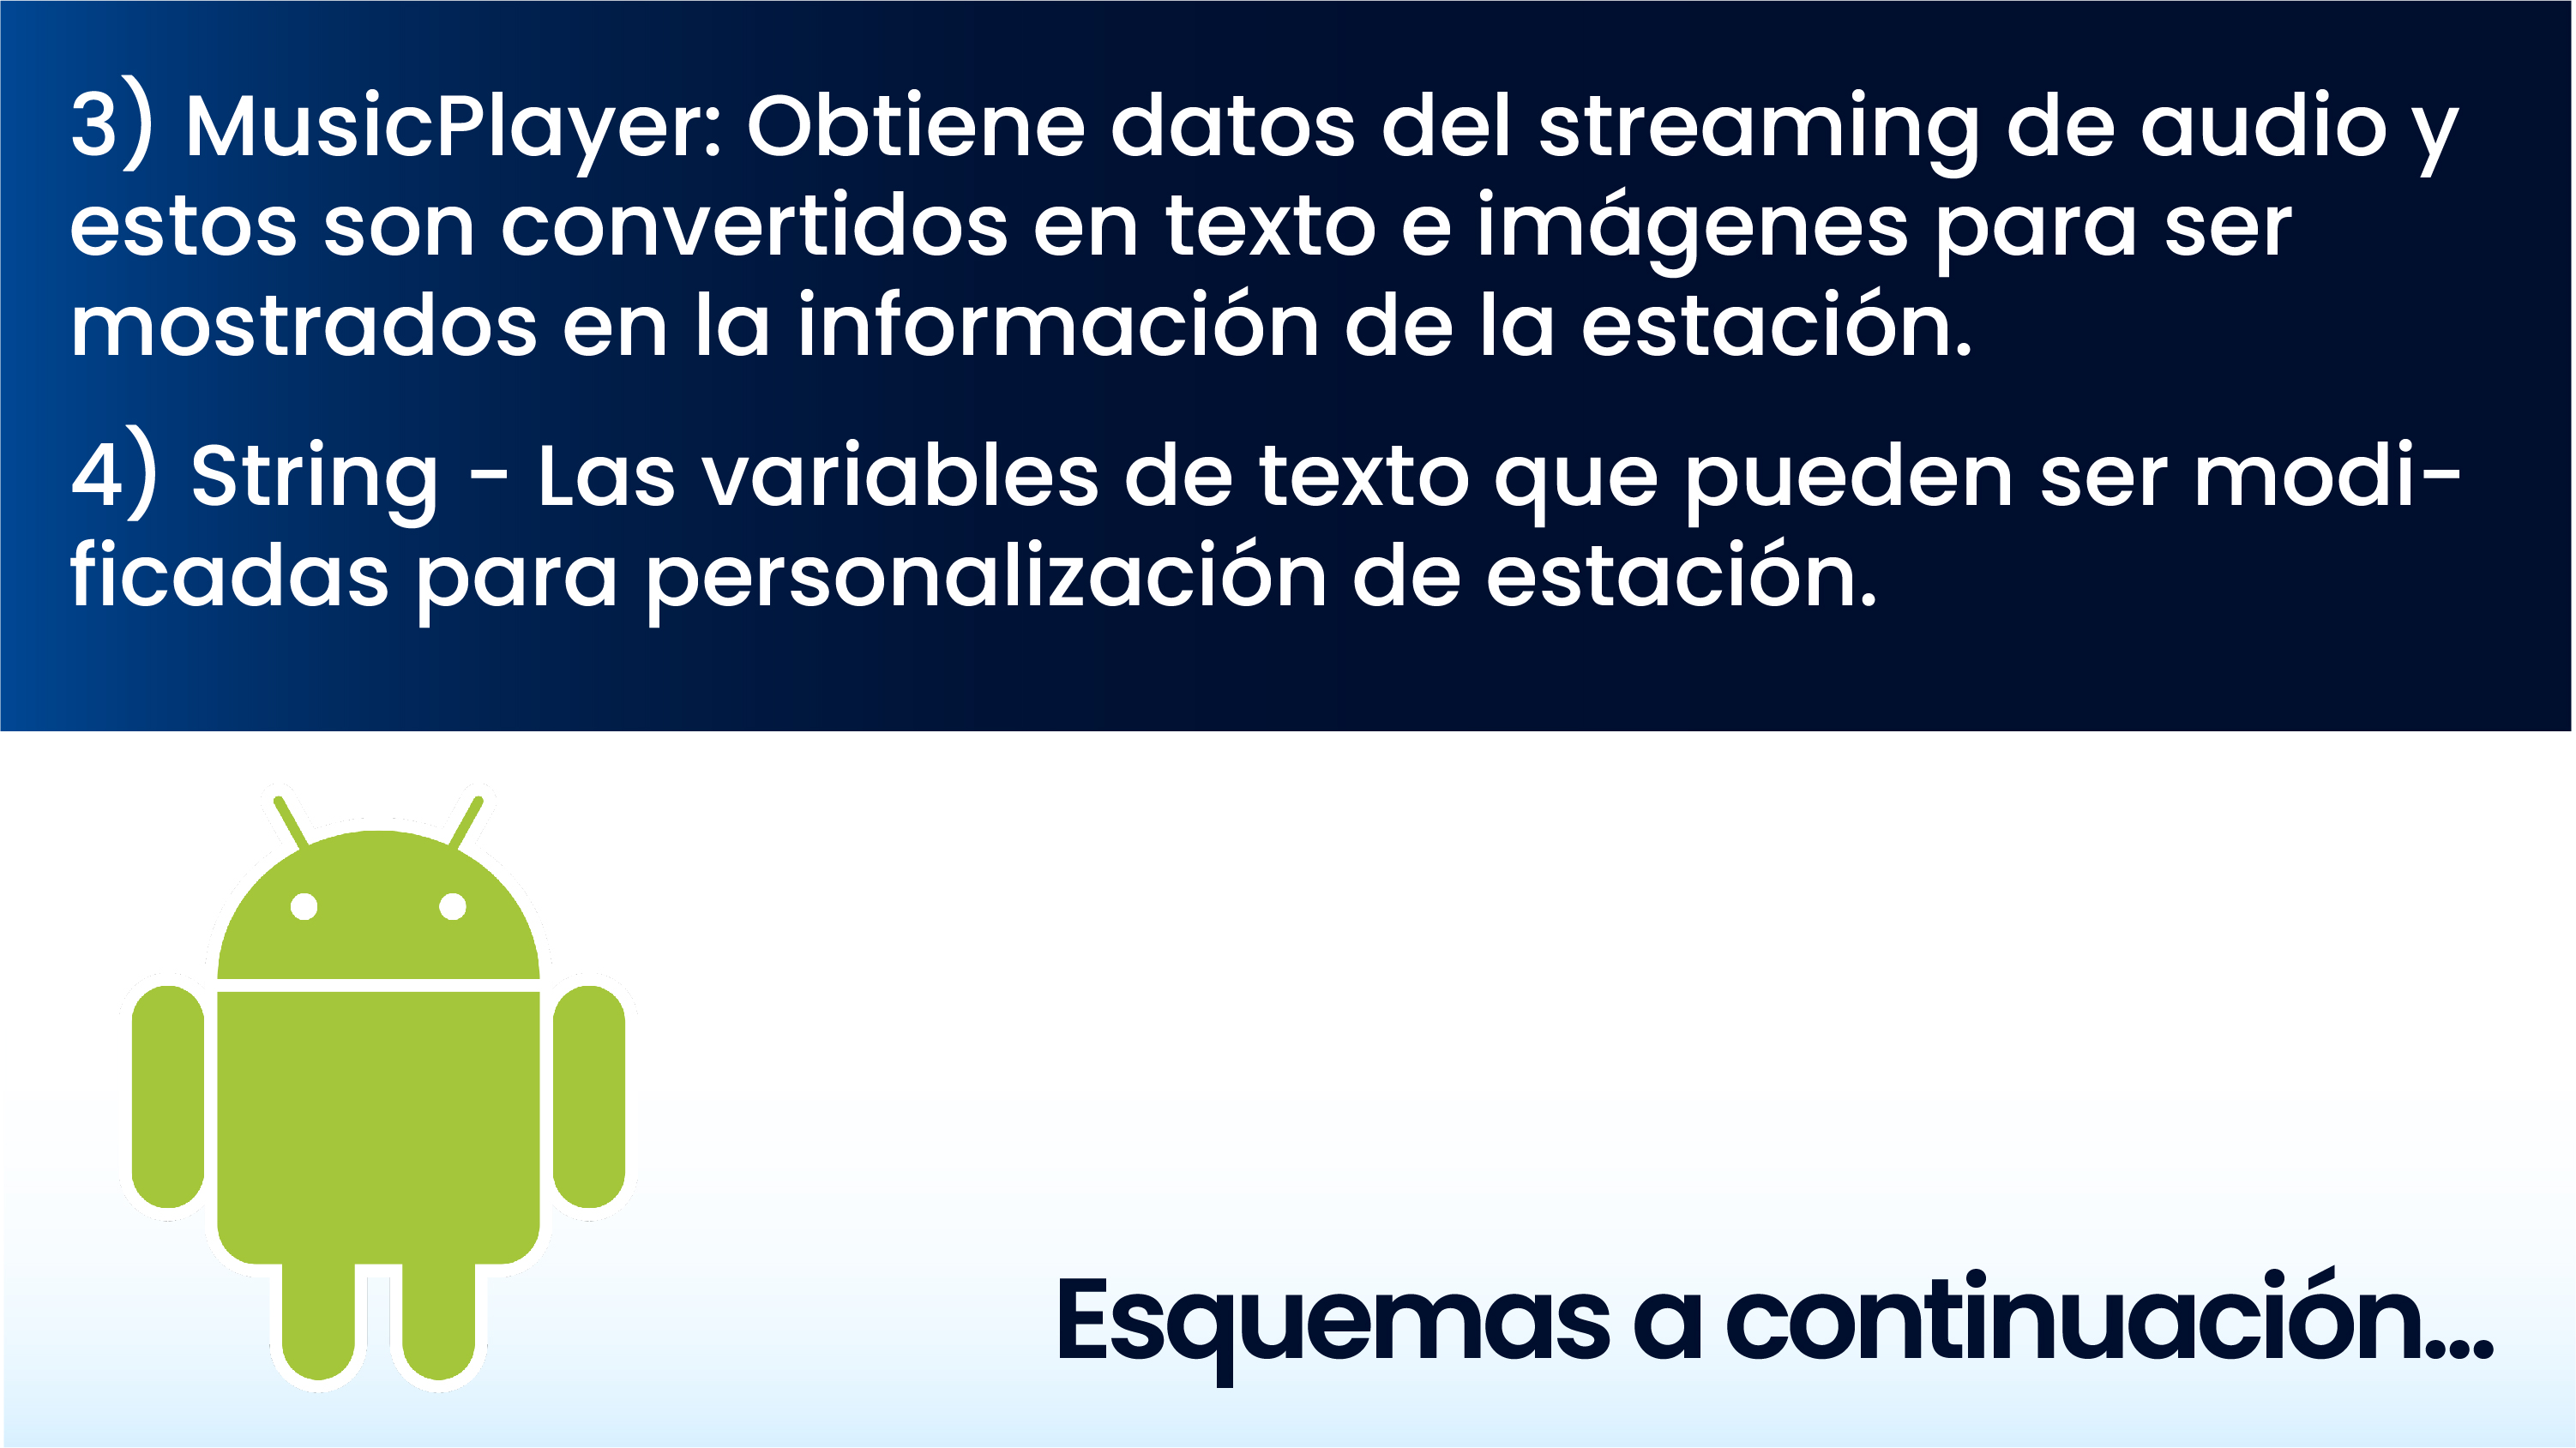 3) MusicPlayer: Obtiene datos del streaming de audio y
estos son convertidos en texto e imágenes para ser
mostrados en la información de la estación.
4) String - Las variables de texto que pueden ser modi-
ficadas para personalización de estación.
Esquemas a continuación...